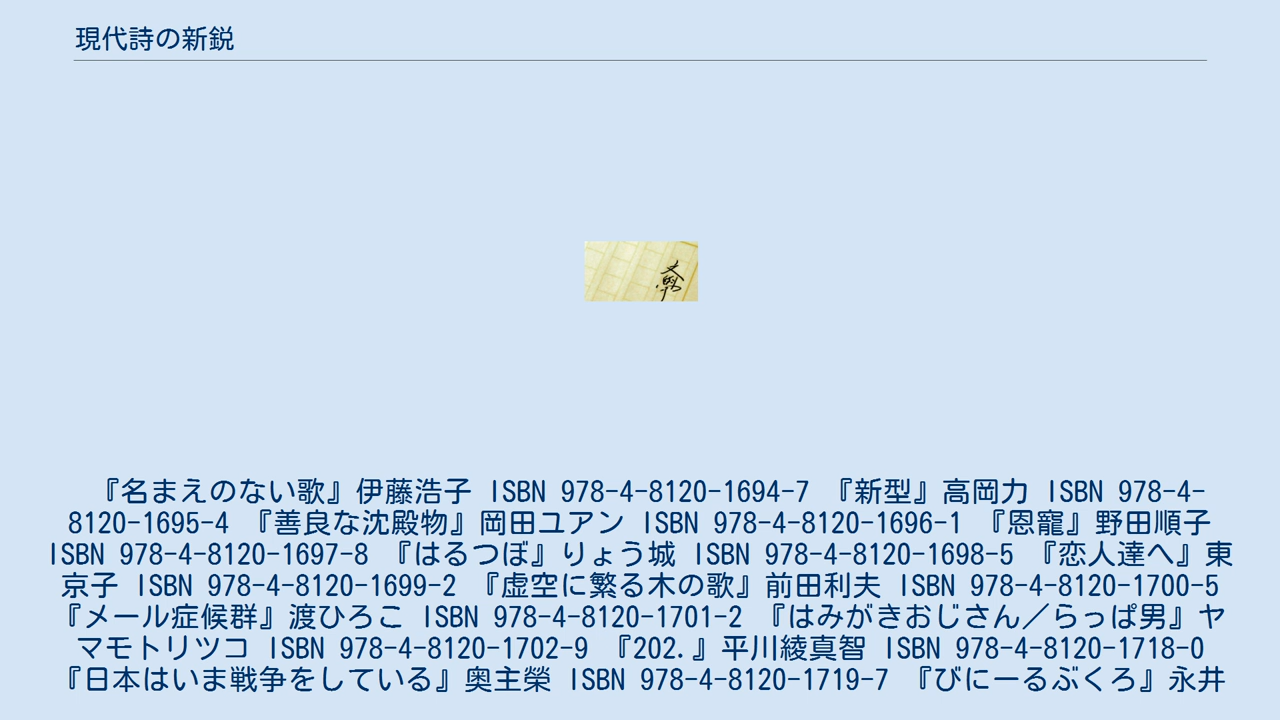 現代詩の新鋭
『名まえのない歌』伊藤浩子 ISBN 978-4-8120-1694-7 『新型』高岡力 ISBN 978-4-
8120-1695-4 『善良な沈殿物』岡田ユアン ISBN 978-4-8120-1696-1 『恩寵』野田順子
ISBN 978-4-8120-1697-8 『はるつぼ』りょう城 ISBN 978-4-8120-1698-5 『恋人達へ』東
京子 ISBN 978-4-8120-1699-2 『虚空に繁る木の歌』前田利夫 ISBN 978-4-8120-1700-5
『メール症候群』渡ひろこ ISBN 978-4-8120-1701-2 『はみがきおじさん／らっぱ男』ヤ
マモトリツコ ISBN 978-4-8120-1702-9 『202.』平川綾真智 ISBN 978-4-8120-1718-0
『日本はいま戦争をしている』奥主榮 ISBN 978-4-8120-1719-7 『びにーるぶくろ』永井